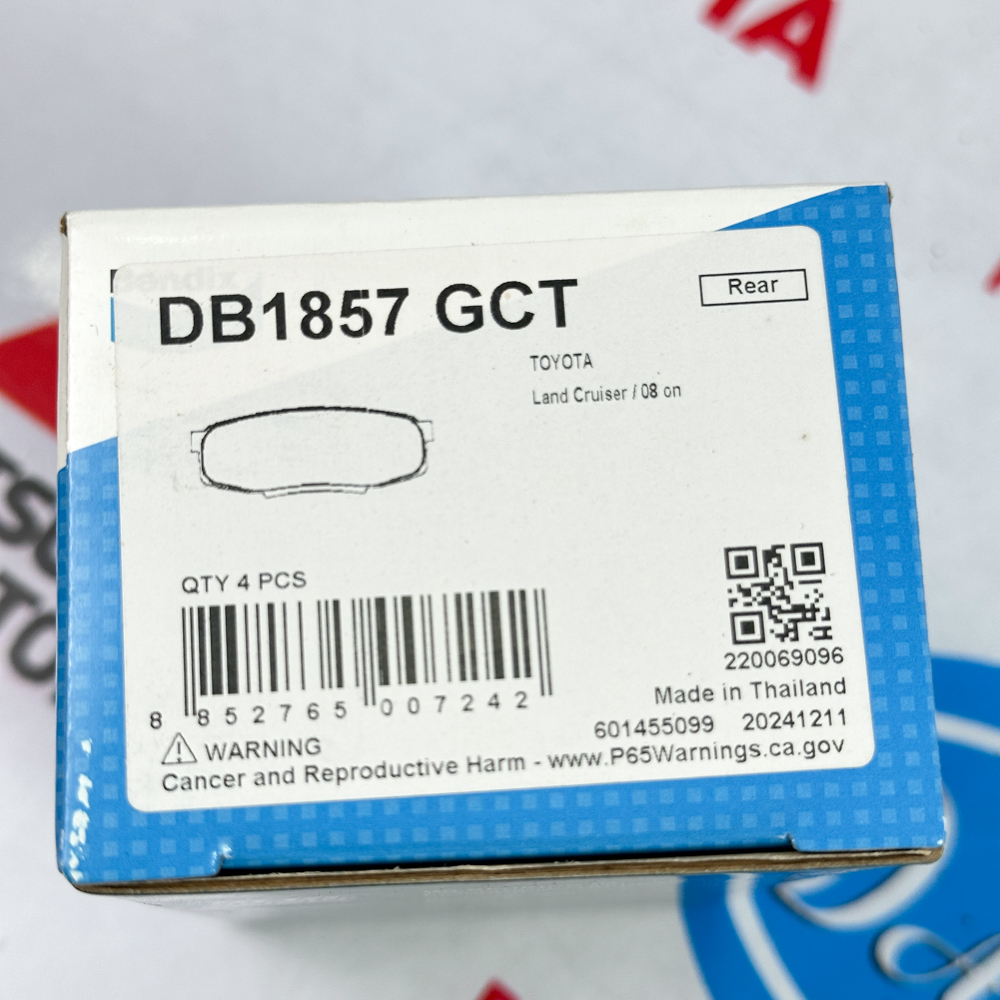 Bendix
DB1857 GCT
Rear
TOYOTA
Land Cruiser / 08 on
QTY 4 PCS
8 852765 007242
220069096
Made in Thailand
601455099 20241211
WARNING
Cancer and Reproductive Harm - www.P65Warnings.ca.gov